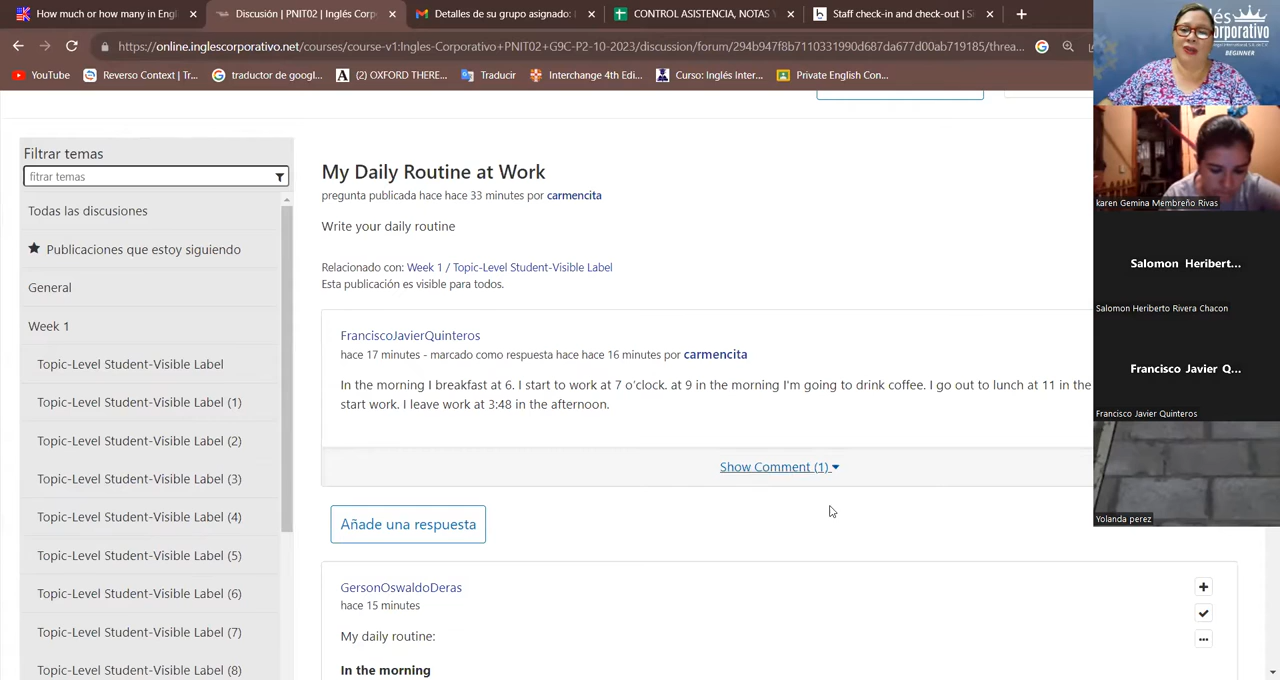 How much or how many in Eng
Discusión | PNIT02 | Inglés Corp
Detalles de su grupo asignado:
CONTROL ASISTENCIA, NOTAS
Staff check-in and check-out | S
https://online.inglescorporativo.net/courses/course-v1:Ingles-Corporativo+PNIT02+G9C-P2-10-2023/discussion/forum/294b947f8b7110331990d687da677d00ab719185/threa...
YouTube
Reverso Context | Tr...
traductor de googl...
(2) OXFORD THERE...
Traducir
Interchange 4th Edi...
Curso: Inglés Inter...
Private English Con...
Filtrar temas
fitrar temas
Todas las discusiones
Publicaciones que estoy siguiendo
General
Week 1
Topic-Level Student-Visible Label
Topic-Level Student-Visible Label (1)
Topic-Level Student-Visible Label (2)
Topic-Level Student-Visible Label (3)
Topic-Level Student-Visible Label (4)
Topic-Level Student-Visible Label (5)
Topic-Level Student-Visible Label (6)
Topic-Level Student-Visible Label (7)
Topic-Level Student-Visible Label (8)
My Daily Routine at Work
pregunta publicada hace hace 33 minutes por carmencita
Write your daily routine
Relacionado con: Week 1 / Topic-Level Student-Visible Label
Esta publicación es visible para todos.
FranciscoJavierQuinteros
hace 17 minutes - marcado como respuesta hace hace 16 minutes por carmencita
In the morning I breakfast at 6. I start to work at 7 o'clock. at 9 in the morning I'm going to drink coffee. I go out to lunch at 11 in the
start work. I leave work at 3:48 in the afternoon.
Show Comment (1)
Añade una respuesta
GersonOswaldoDeras
hace 15 minutes
My daily routine:
In the morning
BEGINNER
karen Gemina Membreño Rivas
Salomon Heribert...
Salomon Heriberto Rivera Chacon
Francisco Javier Q...
Francisco Javier Quinteros
Yolanda perez